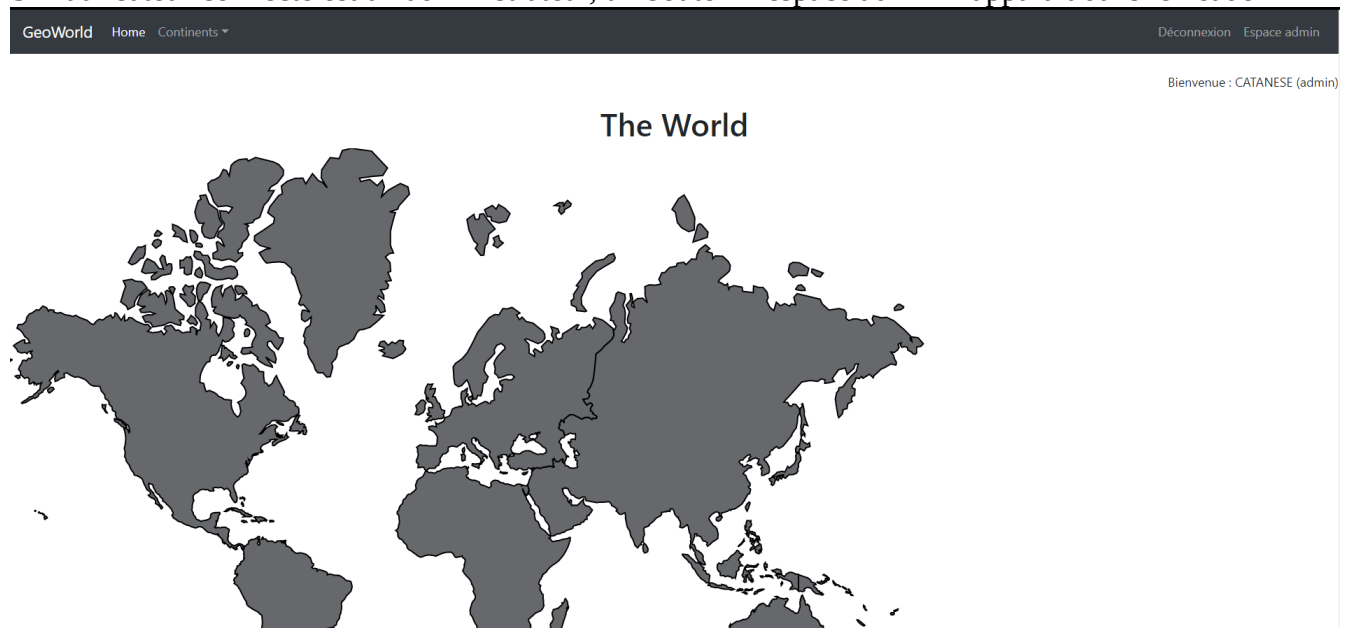 GeoWorld Home Continents Déconnexion Espace admin
Bienvenue : CATANESE (admin)
The World